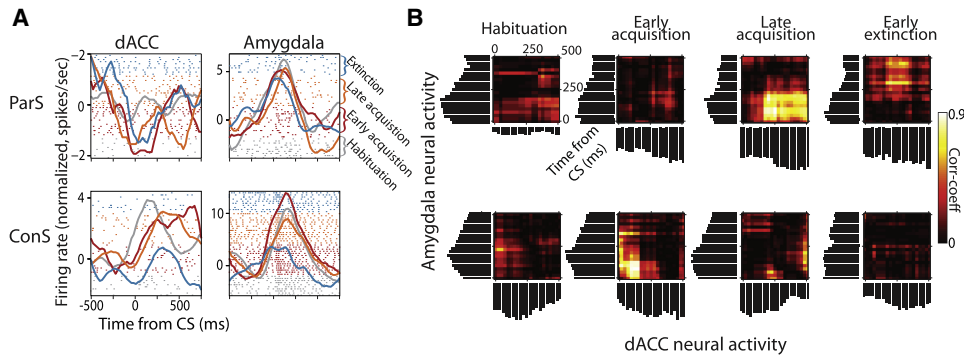 A
B
dACC
Amygdala
ParS
ConS
Firing rate (normalized, spikes/sec)
−2
0
−2
5
0
4
0
10
0
-500
0
500
Time from CS (ms)
Extinction
Late acquisition
Early acquistion
Habituation
Habituation
Early
acquisition
Late
acquisition
Early
extinction
0
250
500
250
0
Time from
CS (ms)
Amygdala neural activity
dACC neural activity
0.9
Corr-coeff
0